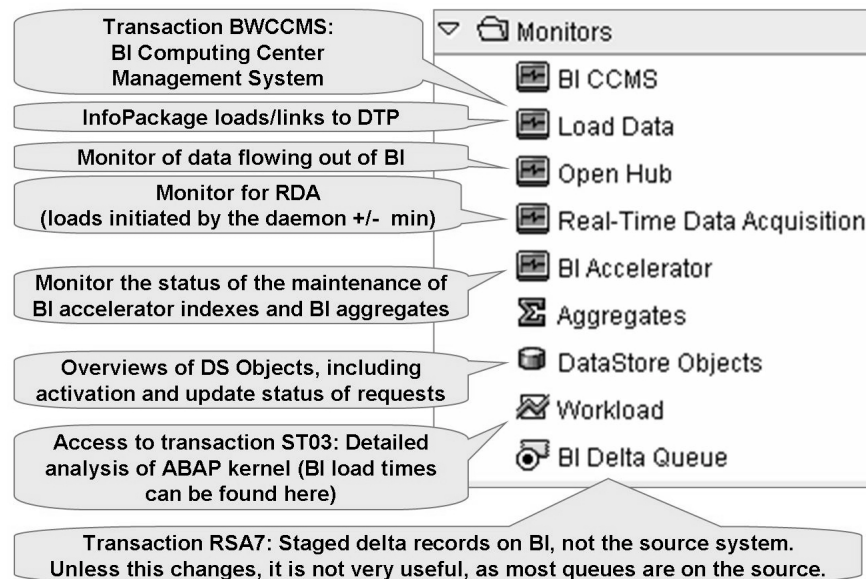 Transaction BWCCMS:
BI Computing Center
Management System
InfoPackage loads/links to DTP
Monitor of data flowing out of BI
Monitor for RDA
(loads initiated by the daemon +/- min)
Monitor the status of the maintenance of
BI accelerator indexes and BI aggregates
Overviews of DS Objects, including
activation and update status of requests
Access to transaction ST03: Detailed
analysis of ABAP kernel (BI load times
can be found here)
Monitors
BI CCMS
Load Data
Open Hub
Real-Time Data Acquisition
BI Accelerator
Aggregates
DataStore Objects
Workload
BI Delta Queue
Transaction RSA7: Staged delta records on BI, not the source system.
Unless this changes, it is not very useful, as most queues are on the source.